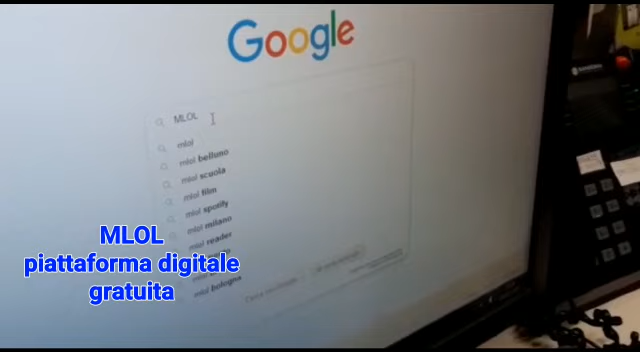 Google
MLOL
mlol
mlol belluno
mlol scuola
mlol film
mlol spotify
mlol milano
mlol reader
mlol bologna
MLOL
piattaforma digitale
gratuita